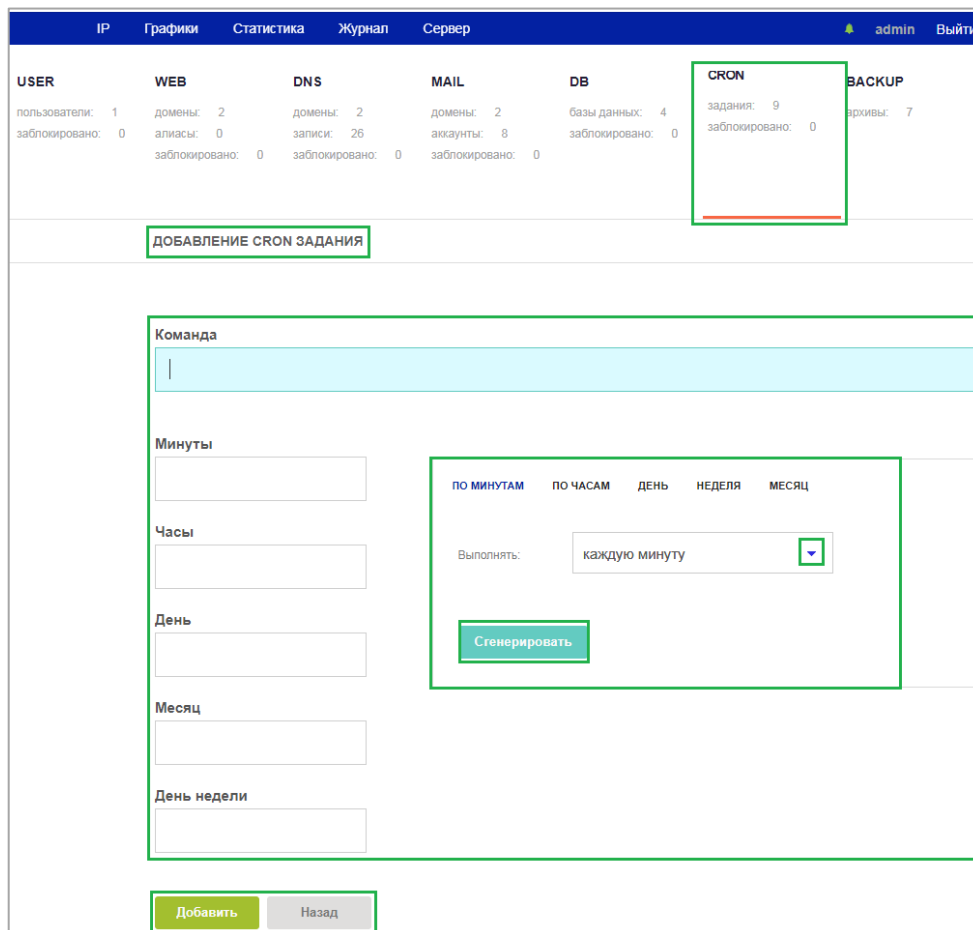 IP Графики Статистика Журнал Сервер admin Выйти
USER WEB DNS MAIL DB CRON BACKUP
пользователи: 1 домены: 2 домены: 2 домены: 2 базы данных: 4 задания: 9 архивы: 7
заблокировано: 0 алиасы: 0 записи: 26 аккаунты: 8 заблокировано: 0 заблокировано: 0
заблокировано: 0 заблокировано: 0 заблокировано: 0
ДОБАВЛЕНИЕ CRON ЗАДАНИЯ
Команда
Минуты
ПО МИНУТАМ ПО ЧАСАМ ДЕНЬ НЕДЕЛЯ МЕСЯЦ
Часы
Выполнять: каждую минуту
День
Сгенерировать
Месяц
День недели
Добавить Назад